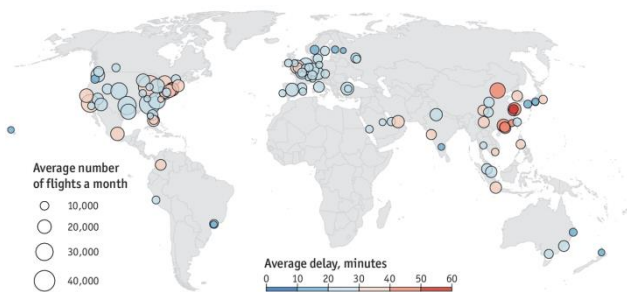 Average number
of flights a month
10,000
20,000
30,000
40,000
Average delay, minutes
0 10 20 30 40 50 60